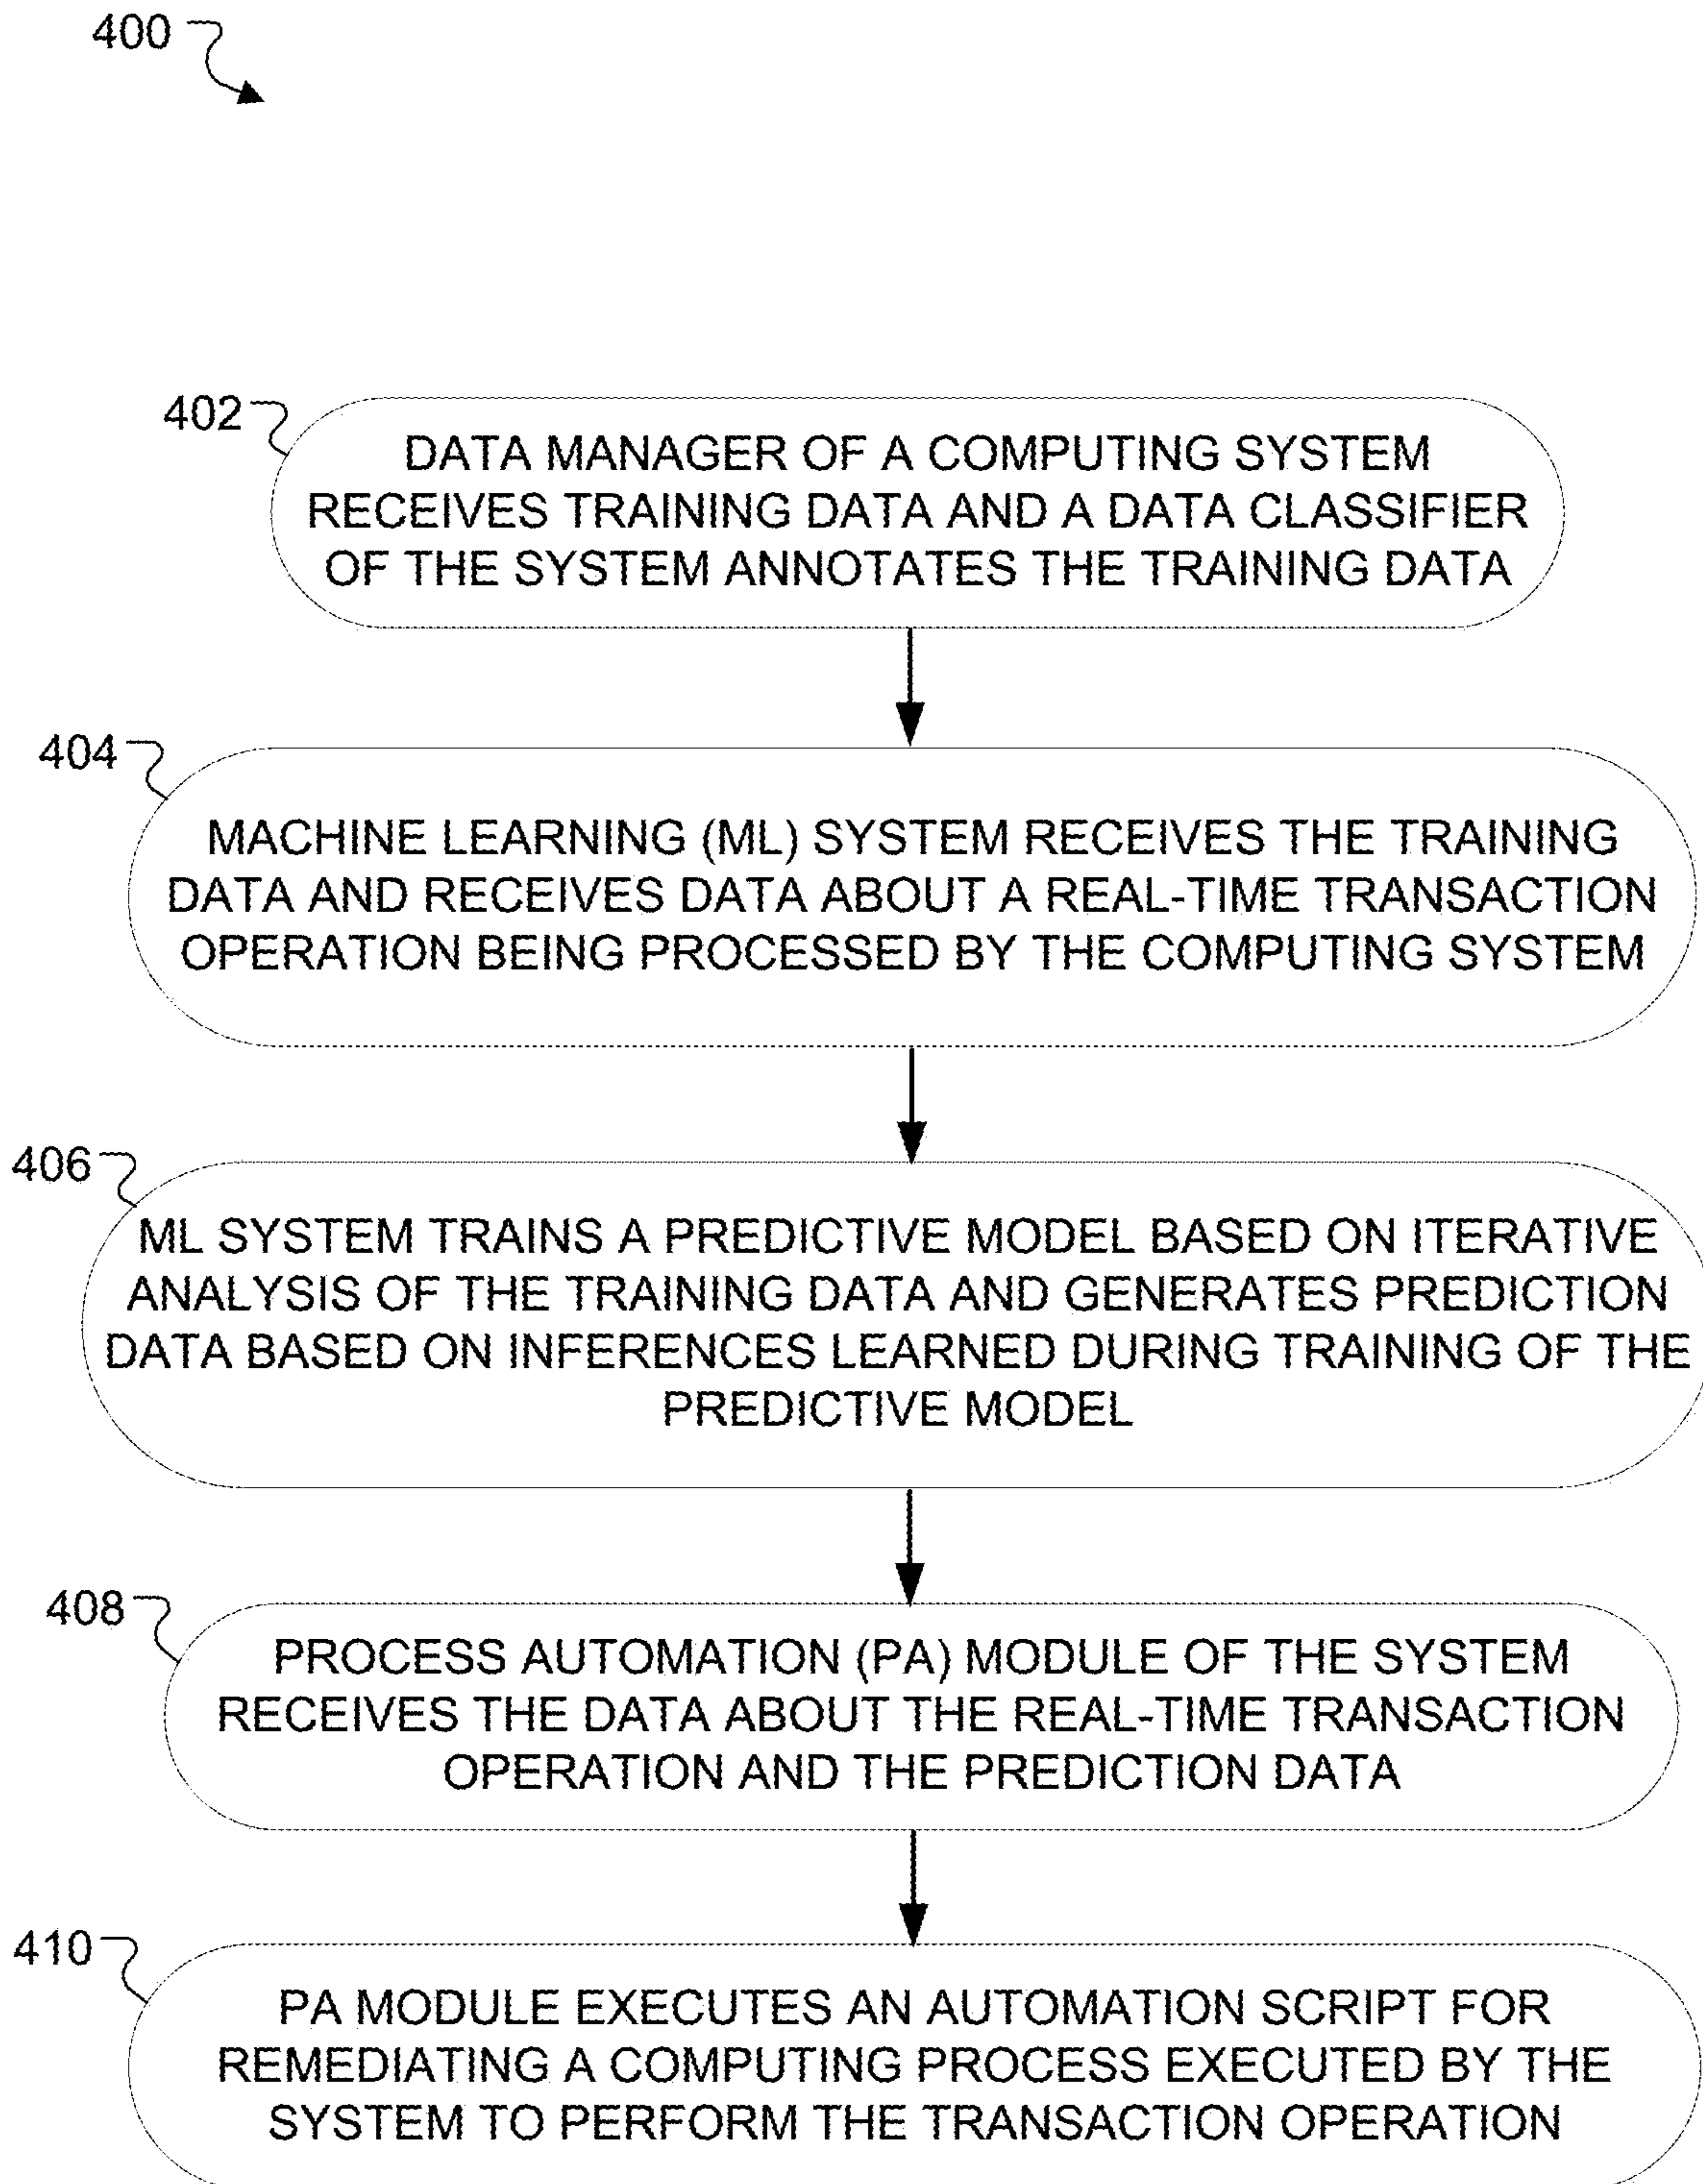 400
402
DATA MANAGER OF A COMPUTING SYSTEM
RECEIVES TRAINING DATA AND A DATA CLASSIFIER
OF THE SYSTEM ANNOTATES THE TRAINING DATA
404
MACHINE LEARNING (ML) SYSTEM RECEIVES THE TRAINING
DATA AND RECEIVES DATA ABOUT A REAL-TIME TRANSACTION
OPERATION BEING PROCESSED BY THE COMPUTING SYSTEM
406
ML SYSTEM TRAINS A PREDICTIVE MODEL BASED ON ITERATIVE
ANALYSIS OF THE TRAINING DATA AND GENERATES PREDICTION
DATA BASED ON INFERENCES LEARNED DURING TRAINING OF THE
PREDICTIVE MODEL
408
PROCESS AUTOMATION (PA) MODULE OF THE SYSTEM
RECEIVES THE DATA ABOUT THE REAL-TIME TRANSACTION
OPERATION AND THE PREDICTION DATA
410
PA MODULE EXECUTES AN AUTOMATION SCRIPT FOR
REMEDIATING A COMPUTING PROCESS EXECUTED BY THE
SYSTEM TO PERFORM THE TRANSACTION OPERATION